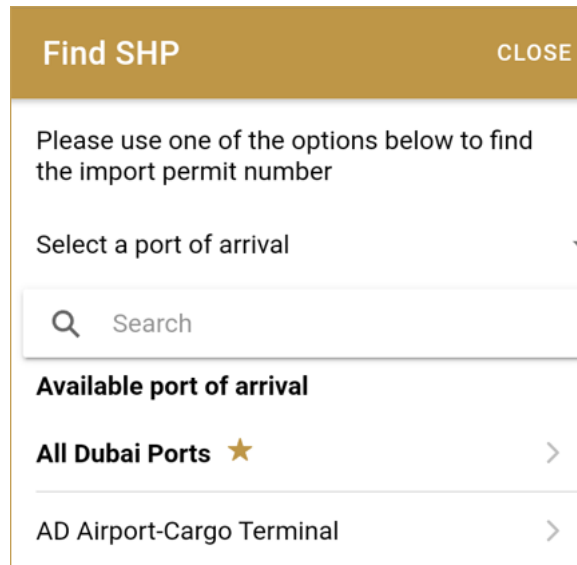 Find SHP
CLOSE
Please use one of the options below to find
the import permit number
Select a port of arrival
Search
Available port of arrival
All Dubai Ports
AD Airport-Cargo Terminal